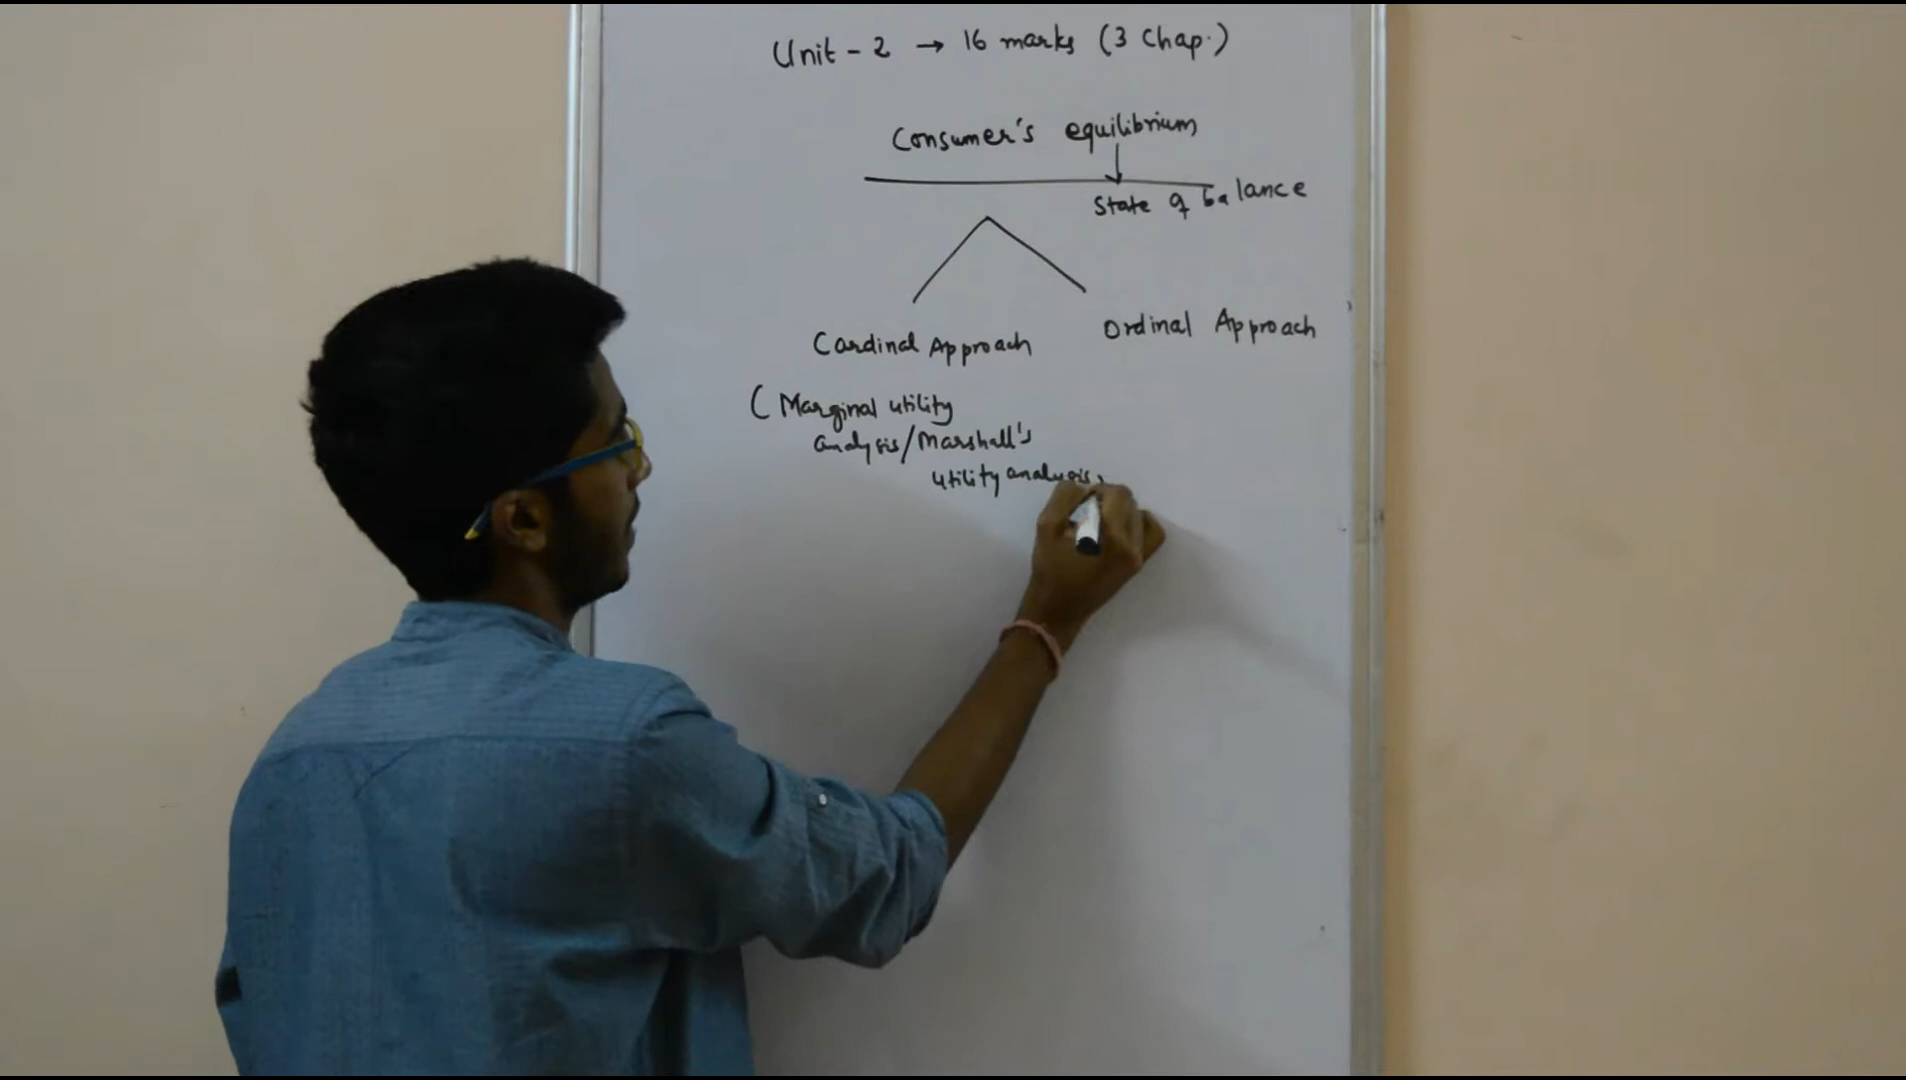 Unit - 2 → 16 marks (3 Chap.)
Consumer's equilibrium
State of balance
Cardinal Approach
Ordinal Approach
( Marginal utility
analysis/Marshall's
utility analysis)